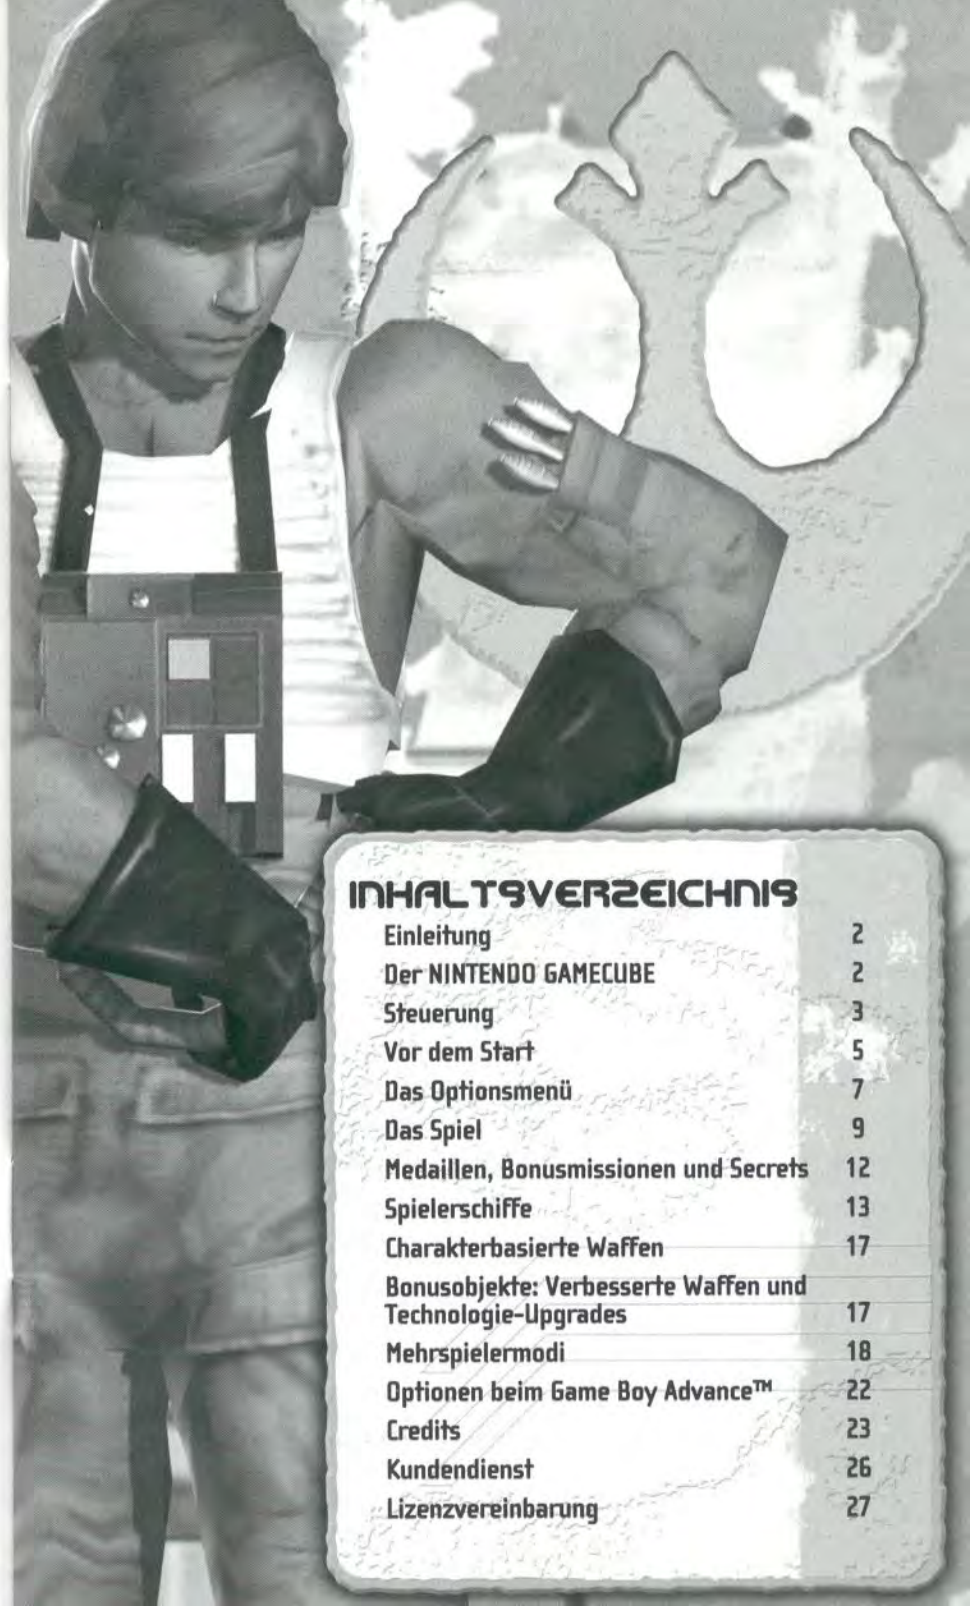 INHALTSVERZEICHNIS
Einleitung 2
Der NINTENDO GAMECUBE 2
Steuerung 3
Vor dem Start 5
Das Optionsmenü 7
Das Spiel 9
Medaillen, Bonusmissionen und Secrets 12
Spielerschiffe 13
Charakterbasierte Waffen 17
Bonusobjekte: Verbesserte Waffen und
Technologie-Upgrades 17
Mehrspielermodi 18
Optionen beim Game Boy Advance™ 22
Credits 23
Kundendienst 26
Lizenzvereinbarung 27